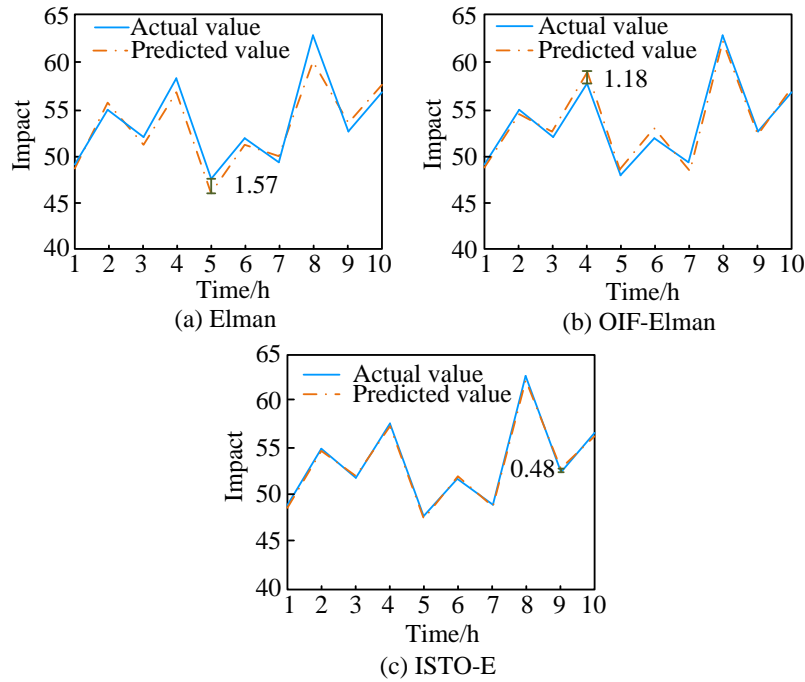 65
60
55
50
45
40
Impact
Actual value
Predicted value
1.57
1 2 3 4 5 6 7 8 9 10
Time/h
(a) Elman
65
60
55
50
45
40
Impact
Actual value
Predicted value
1.18
1 2 3 4 5 6 7 8 9 10
Time/h
(b) OIF-Elman
65
60
55
50
45
40
Impact
Actual value
Predicted value
0.48
1 2 3 4 5 6 7 8 9 10
Time/h
(c) ISTO-E